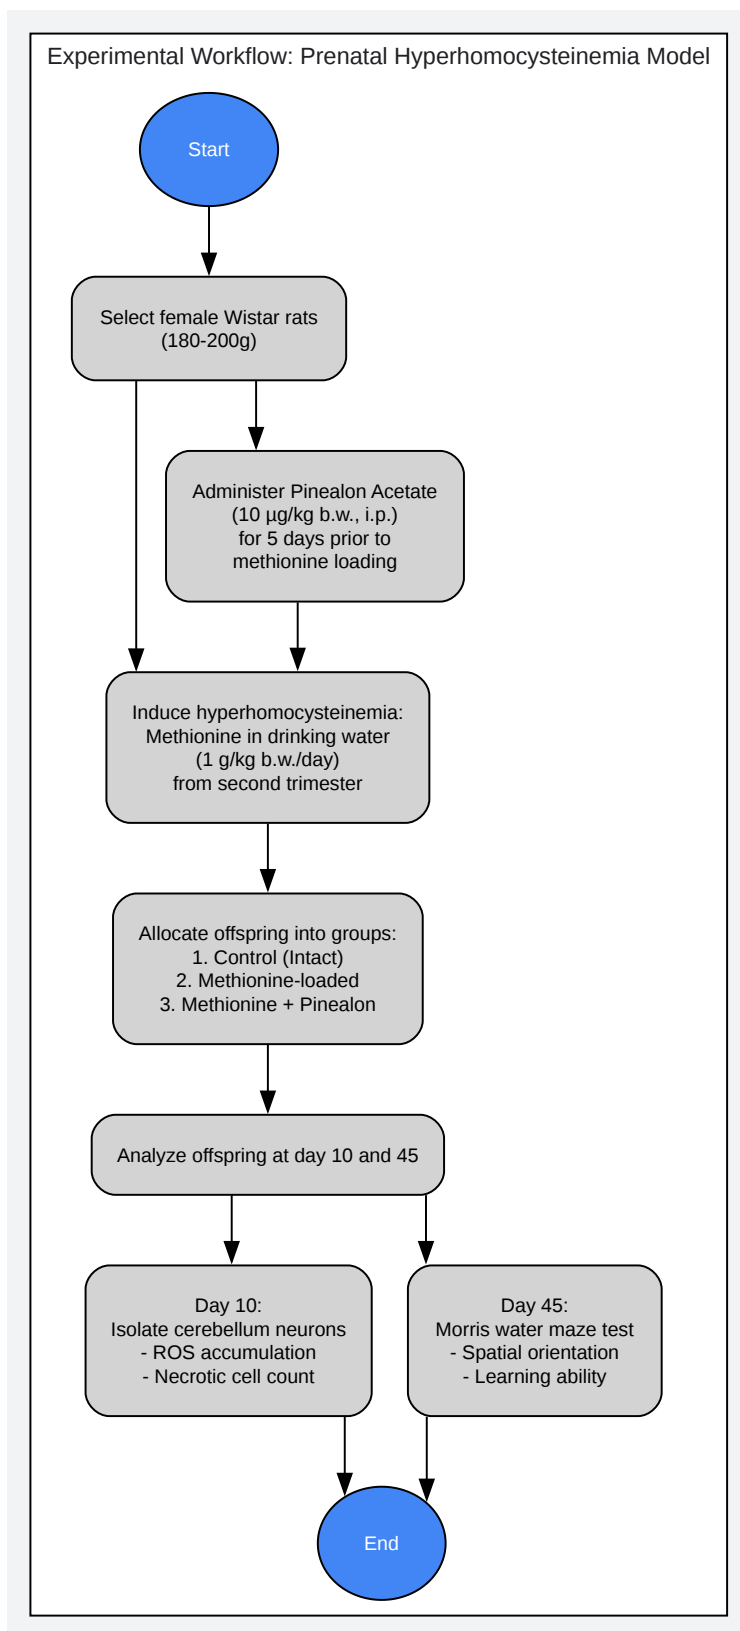 Experimental Workflow: Prenatal Hyperhomocysteinemia Model
Start
Select female Wistar rats
(180-200g)
Administer Pinealon Acetate
(10 µg/kg b.w., i.p.)
for 5 days prior to
methionine loading
Induce hyperhomocysteinemia:
Methionine in drinking water
(1 g/kg b.w./day)
from second trimester
Allocate offspring into groups:
1. Control (Intact)
2. Methionine-loaded
3. Methionine + Pinealon
Analyze offspring at day 10 and 45
Day 10:
Isolate cerebellum neurons
- ROS accumulation
- Necrotic cell count
Day 45:
Morris water maze test
- Spatial orientation
- Learning ability
End